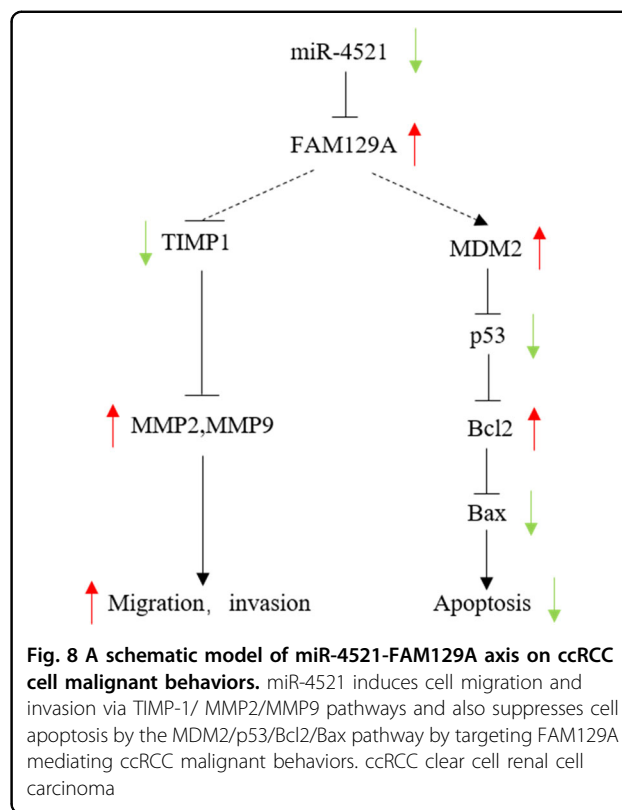 miR-4521
FAM129A
TIMP1
MDM2
p53
MMP2,MMP9
Bcl2
Bax
Migration, invasion
Apoptosis
Fig. 8 A schematic model of miR-4521-FAM129A axis on ccRCC
cell malignant behaviors. miR-4521 induces cell migration and
invasion via TIMP-1/ MMP2/MMP9 pathways and also suppresses cell
apoptosis by the MDM2/p53/Bcl2/Bax pathway by targeting FAM129A
mediating ccRCC malignant behaviors. ccRCC clear cell renal cell
carcinoma